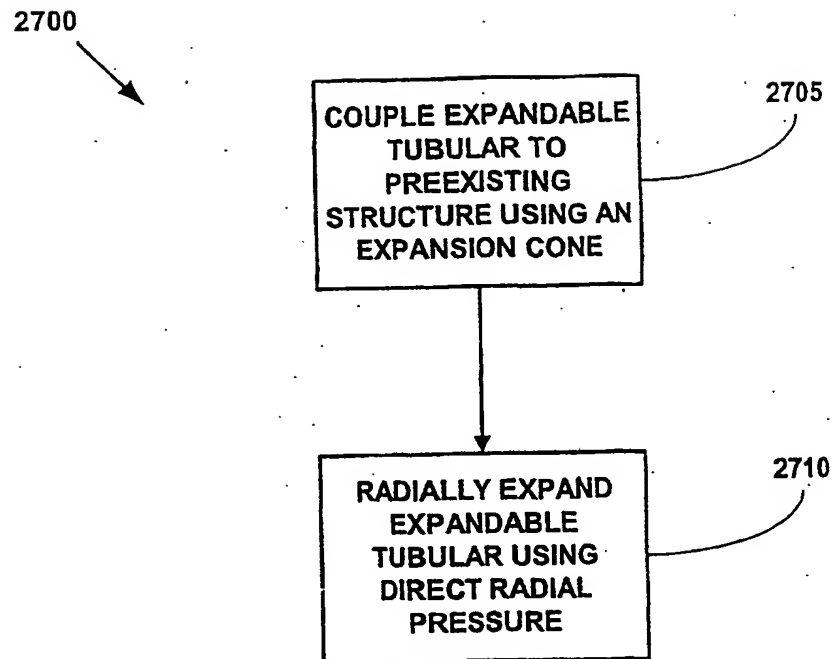 2700
COUPLE EXPANDABLE
TUBULAR TO
PREEXISTING
STRUCTURE USING AN
EXPANSION CONE
2705
RADIALLY EXPAND
EXPANDABLE
TUBULAR USING
DIRECT RADIAL
PRESSURE
2710